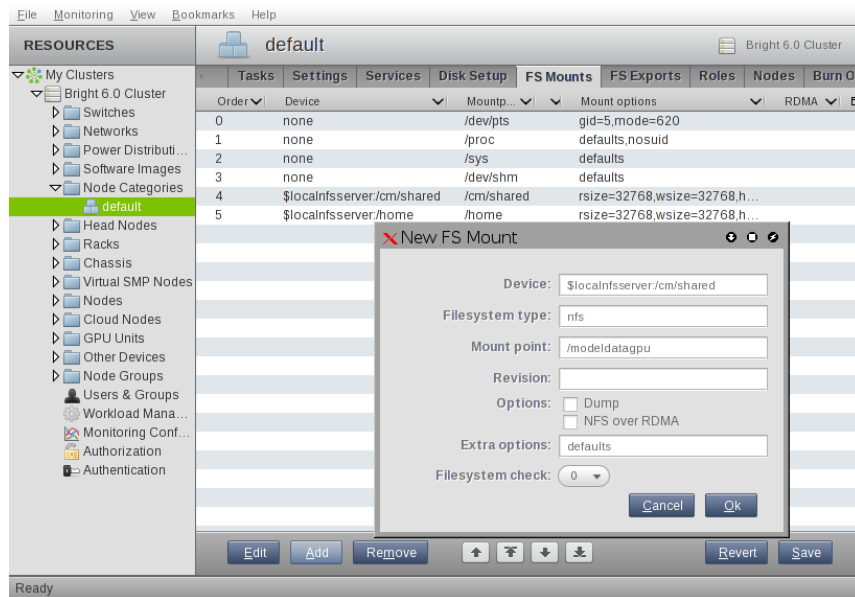 File Monitoring View Bookmarks Help
RESOURCES
default
Bright 6.0 Cluster
My Clusters
Bright 6.0 Cluster
Switches
Networks
Power Distributi...
Software Images
Node Categories
default
Head Nodes
Racks
Chassis
Virtual SMP Nodes
Nodes
Cloud Nodes
GPU Units
Other Devices
Node Groups
Users & Groups
Workload Mana...
Monitoring Conf...
Authorization
Authentication
Tasks Settings Services Disk Setup FS Mounts FS Exports Roles Nodes Burn O
Order Device Mountp... Mount options RDMA E
0 none /dev/pts gid=5,mode=620
1 none /proc defaults,nosuid
2 none /sys defaults
3 none /dev/shm defaults
4 $localnfsserver:/cm/shared /cm/shared rsize=32768,wsize=32768,h...
5 $localnfsserver:/home /home rsize=32768,wsize=32768,h...
New FS Mount
Device: $localnfsserver:/cm/shared
Filesystem type: nfs
Mount point: /modeldatagpu
Revision:
Options: Dump
NFS over RDMA
Extra options: defaults
Filesystem check: 0
Cancel Ok
Edit Add Remove Revert Save
Ready